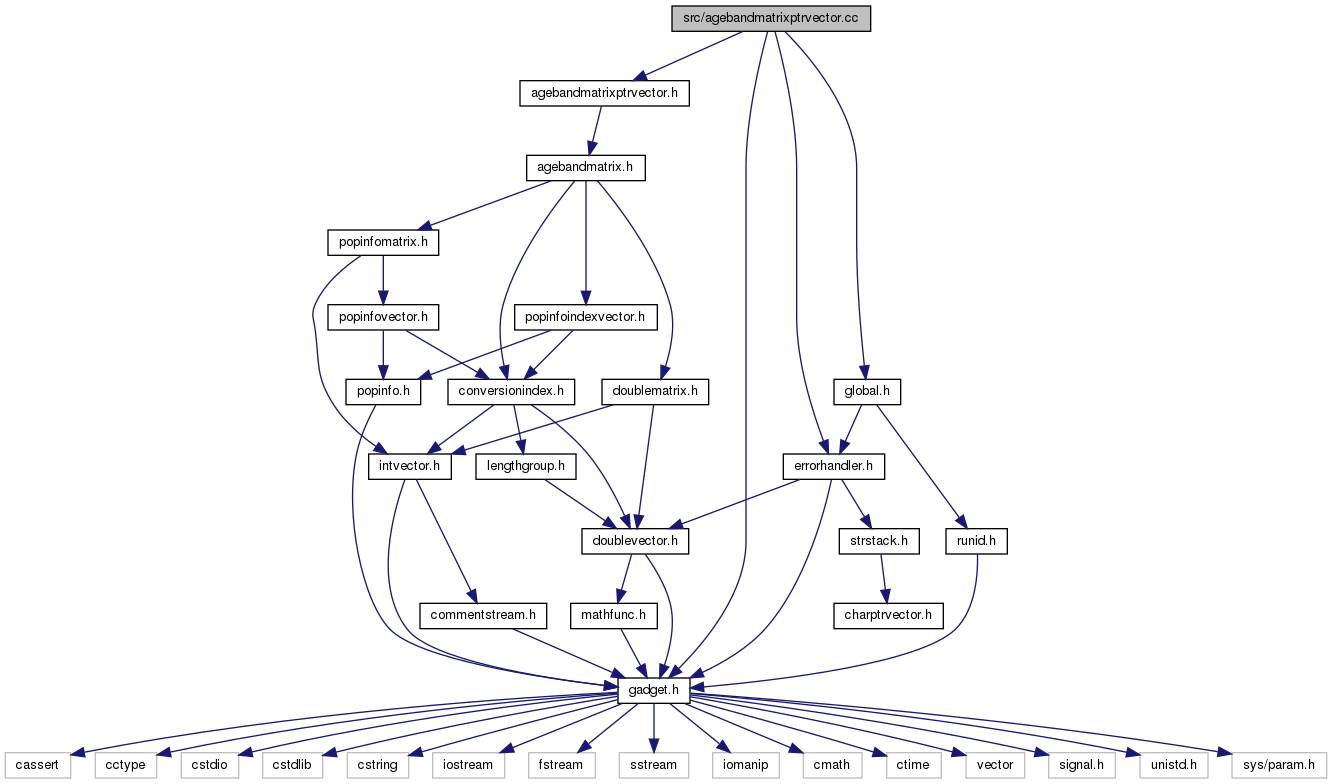 src/agebandmatrixptrvector.cc
agebandmatrixptrvector.h
agebandmatrix.h
popinfomatrix.h
popinfovector.h
popinfoindexvector.h
popinfo.h
conversionindex.h
doublematrix.h
global.h
intvector.h
lengthgroup.h
errorhandler.h
doublevector.h
strstack.h
runid.h
commentstream.h
mathfunc.h
charptrvector.h
gadget.h
cassert
cctype
cstdio
cstdlib
cstring
iostream
fstream
sstream
iomanip
cmath
ctime
vector
signal.h
unistd.h
sys/param.h